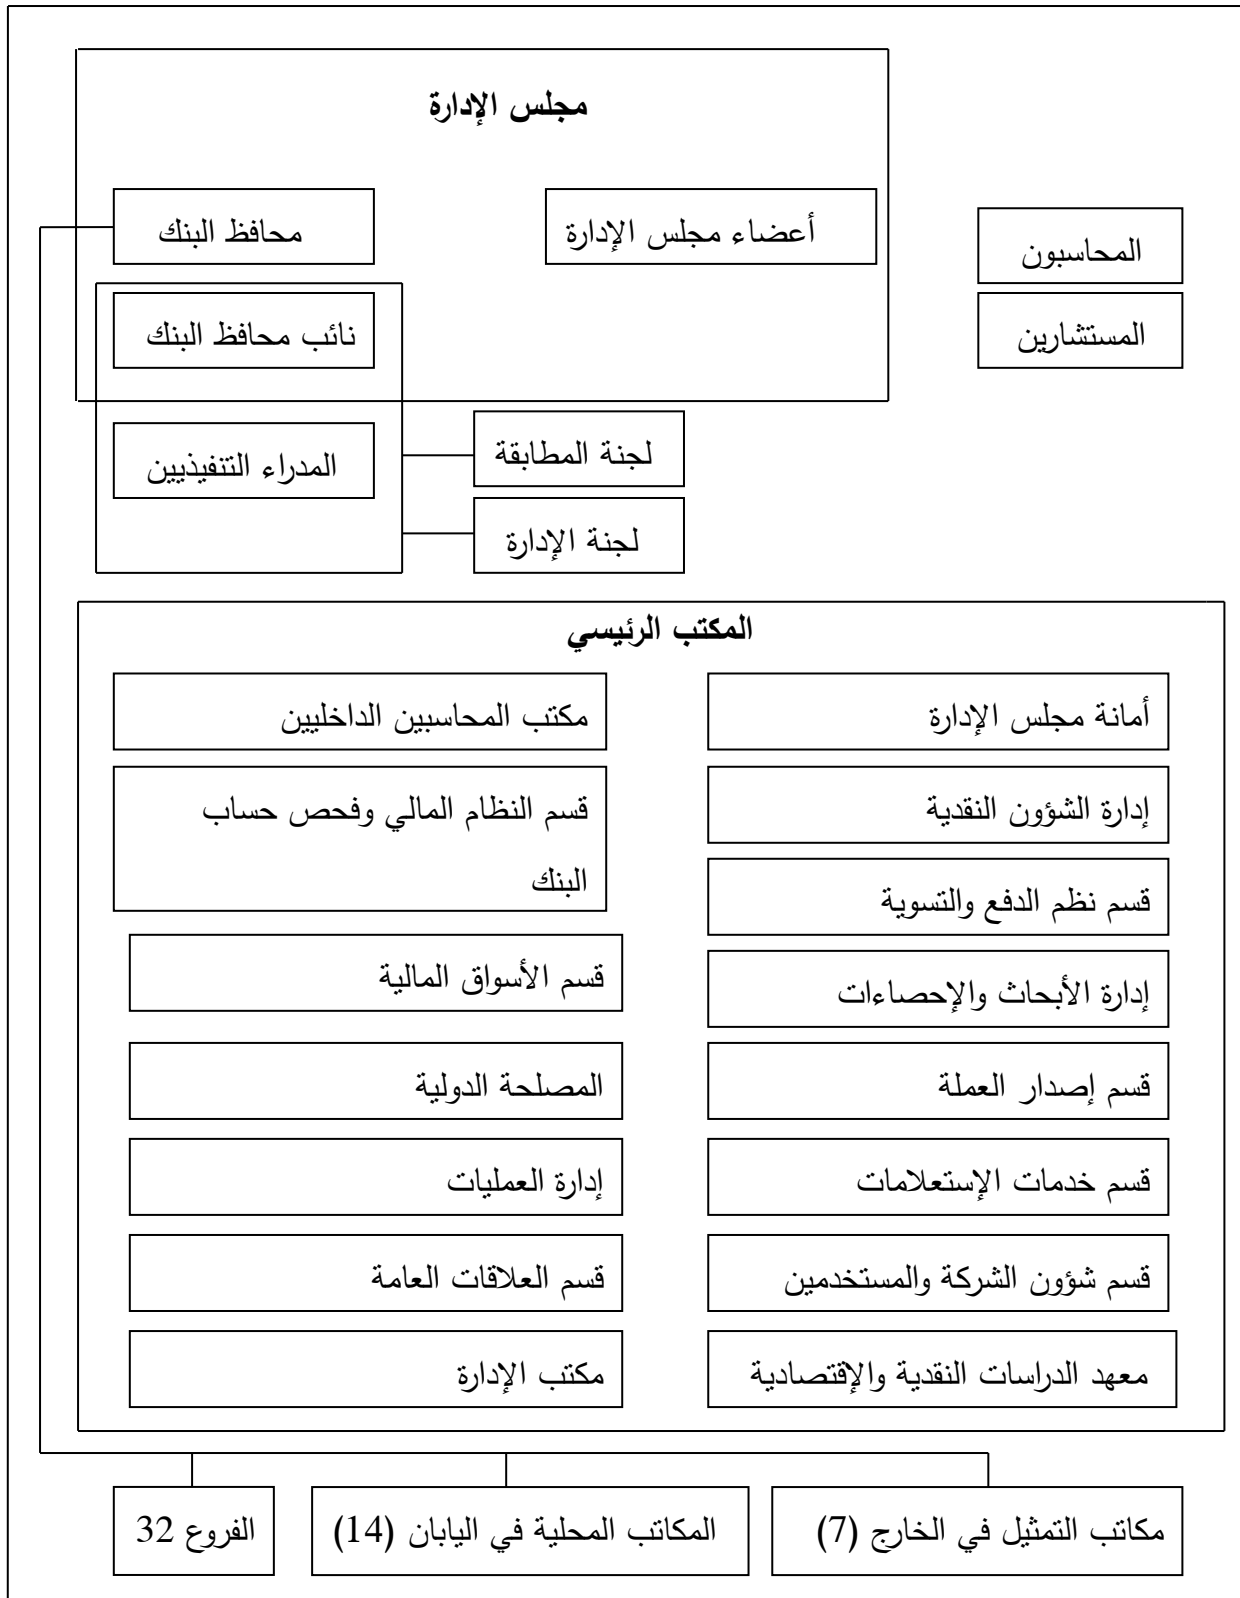 مجلس الإدارة
أعضاء مجلس الإدارة
محافظ البنك
المحاسبون
نائب محافظ البنك
المستشارين
المدراء التنفيذيين
لجنة المطابقة
لجنة الإدارة
المكتب الرئيسي
أمانة مجلس الإدارة
مكتب المحاسبين الداخليين
إدارة الشؤون النقدية
قسم النظام المالي وفحص حساب
البنك
قسم نظم الدفع والتسوية
قسم الأسواق المالية
إدارة الأبحاث والإحصاءات
المصلحة الدولية
قسم إصدار العملة
إدارة العمليات
قسم خدمات الإستعلامات
قسم العلاقات العامة
قسم شؤون الشركة والمستخدمين
مكتب الإدارة
معهد الدراسات النقدية والإقتصادية
مكاتب التمثيل في الخارج (7)
المكاتب المحلية في اليابان (14)
الفروع 32